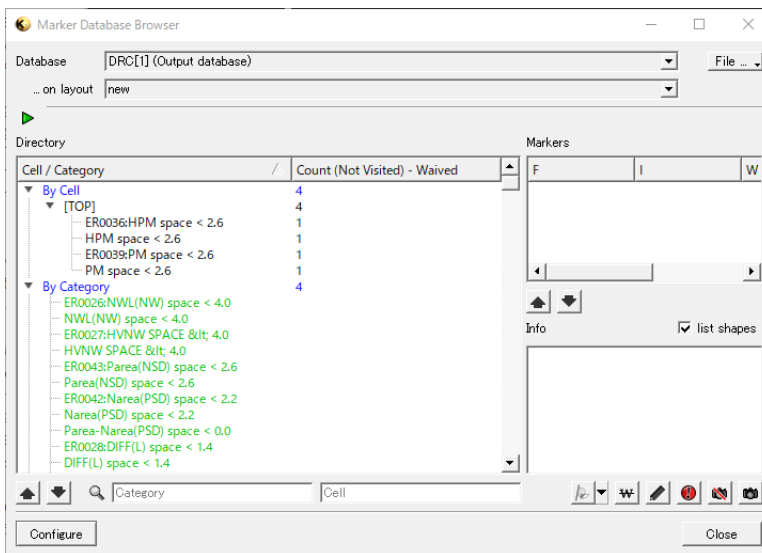 Marker Database Browser
Database DRC[1] (Output database) File ...
... on layout new
Directory Markers
Cell / Category Count (Not Visited) - Waived F I W
By Cell 4
[TOP] 4
ER0036:HPM space < 2.6 1
HPM space < 2.6 1
ER0039:PM space < 2.6 1
PM space < 2.6 1
By Category 4
ER0026:NWL(NW) space < 4.0
NWL(NW) space < 4.0
ER0027:HVNW SPACE &lt; 4.0
HVNW SPACE &lt; 4.0
ER0043:Parea(NSD) space < 2.6
Parea(NSD) space < 2.6
ER0042:Narea(PSD) space < 2.2
Narea(PSD) space < 2.2
Parea-Narea(PSD) space < 0.0
ER0028:DIFF(L) space < 1.4
DIFF(L) space < 1.4
Info list shapes
Category Cell
Configure Close